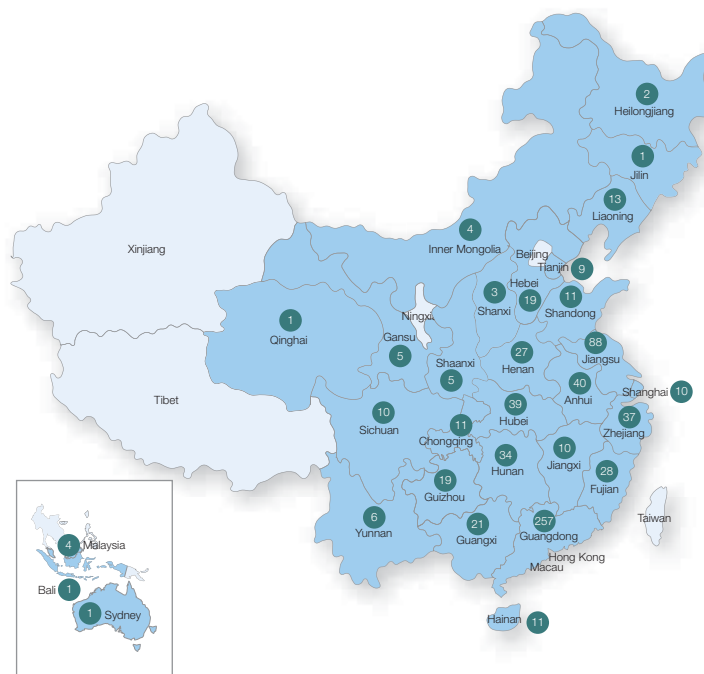 2
Heilongjiang
1
Jilin
13
Liaoning
4
Inner Mongolia
Xinjiang
Beijing
Tianjin
9
Hebei
19
3
Shanxi
11
Shandong
Ningxi
1
Qinghai
Gansu
5
Shaanxi
5
27
Henan
88
Jiangsu
40
Anhui
Shanghai
10
Tibet
10
Sichuan
11
Chongqing
39
Hubei
37
Zhejiang
34
Hunan
10
Jiangxi
28
Fujian
19
Guizhou
6
Yunnan
21
Guangxi
257
Guangdong
Taiwan
Hong Kong
Macau
Hainan
11
4
Malaysia
Bali
1
1
Sydney